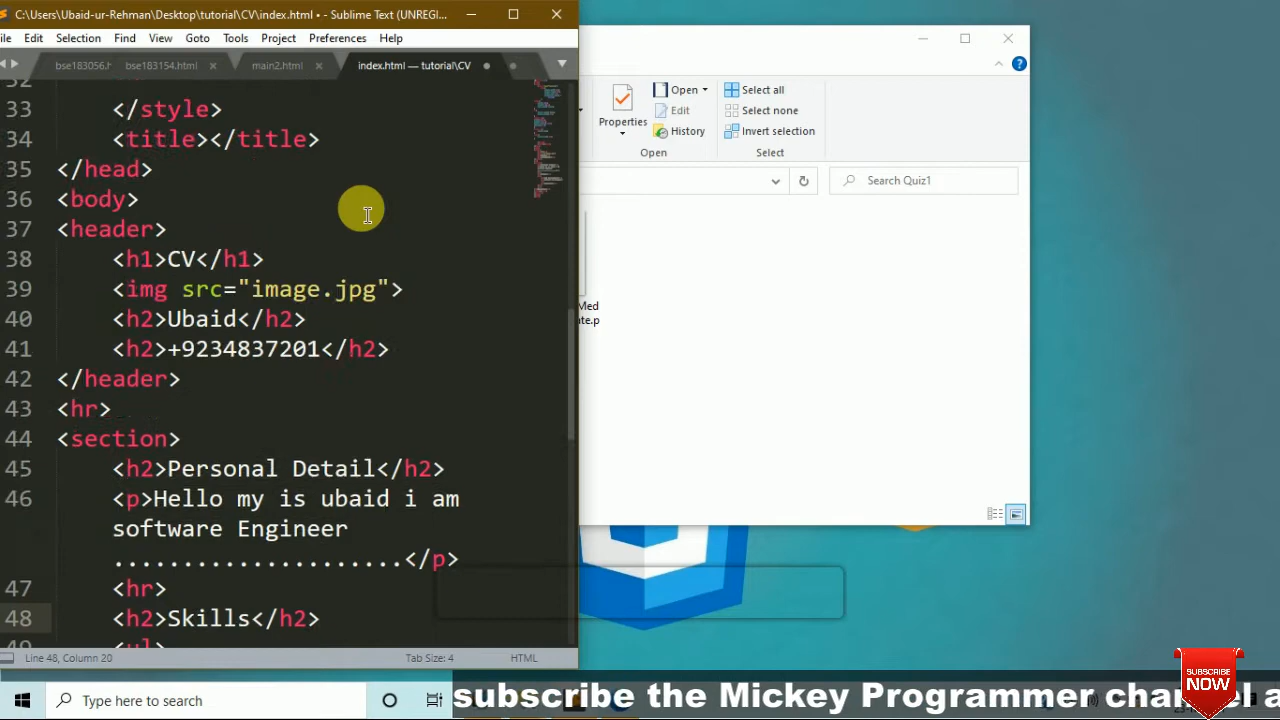 C:\Users\Ubaid-ur-Rehman\Desktop\tutorial\CV\index.html • - Sublime Text (UNREGI...
ile Edit Selection Find View Goto Tools Project Preferences Help
bse183056.h bse183154.html main2.html index.html — tutorial\CV
32
33 </style>
34 <title></title>
35 </head>
36 <body>
37 <header>
38 <h1>CV</h1>
39 <img src="image.jpg">
40 <h2>Ubaid</h2>
41 <h2>+9234837201</h2>
42 </header>
43 <hr>
44 <section>
45 <h2>Personal Detail</h2>
46 <p>Hello my is ubaid i am
software Engineer
.....................</p>
47 <hr>
48 <h2>Skills</h2>
49 <ul>
Line 48, Column 20 Tab Size: 4 HTML
Properties
Open
Edit
History
Open
Select all
Select none
Invert selection
Select
Search Quiz1
Med
ate.p
Type here to search
subscribe the Mickey Programmer channel a
SUBSCRIBE
NOW